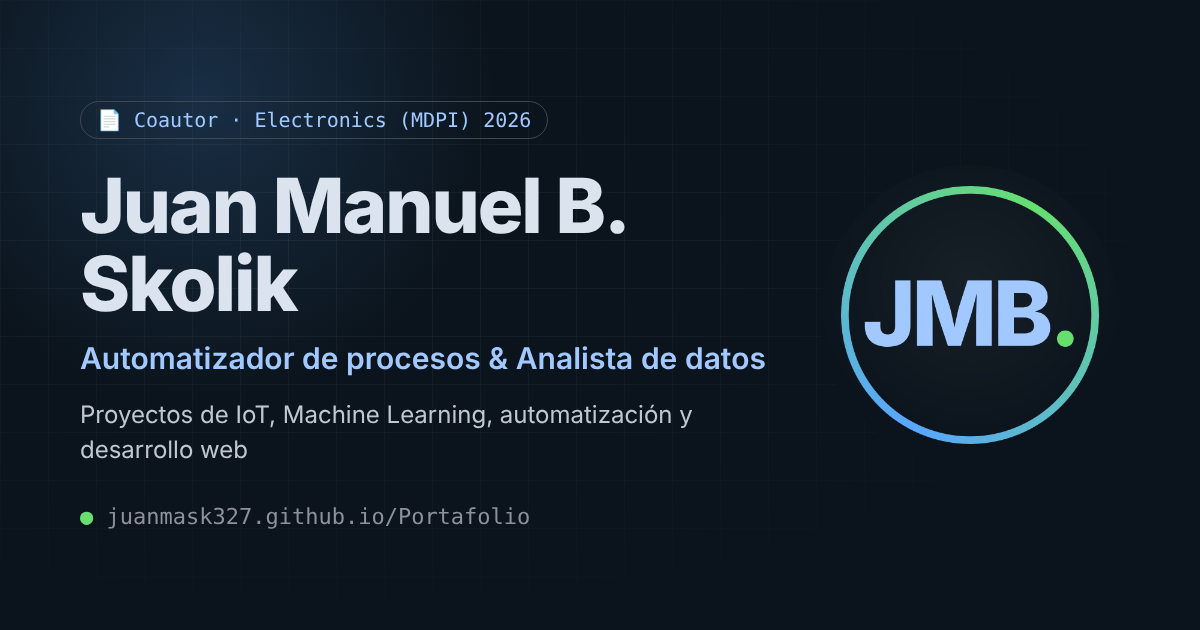 📄 Coautor · Electronics (MDPI) 2026
Juan Manuel B.
Skolik
Automatizador de procesos & Analista de datos
Proyectos de IoT, Machine Learning, automatización y
desarrollo web
juanmask327.github.io/Portafolio
JMB.